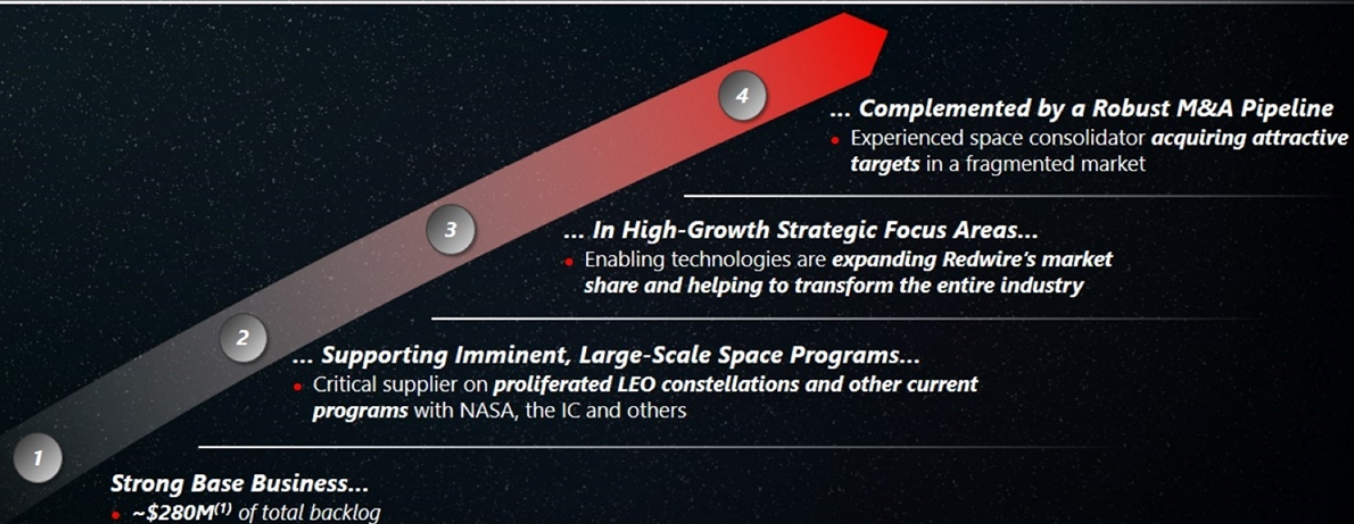 4
... Complemented by a Robust M&A Pipeline
• Experienced space consolidator acquiring attractive
targets in a fragmented market
3
... In High-Growth Strategic Focus Areas...
• Enabling technologies are expanding Redwire's market
share and helping to transform the entire industry
2
... Supporting Imminent, Large-Scale Space Programs...
• Critical supplier on proliferated LEO constellations and other current
programs with NASA, the IC and others
1
Strong Base Business...
• ~$280M(1) of total backlog